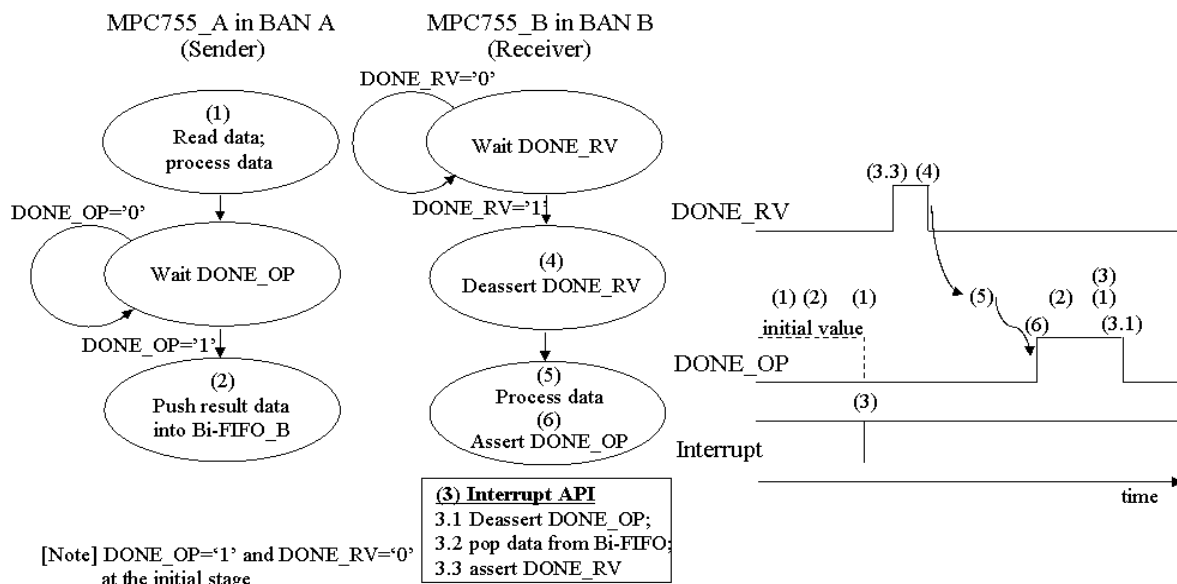 MPC755_A in BAN A
(Sender)
(1)
Read data;
process data
DONE_OP='0'
Wait DONE_OP
DONE_OP='1'
(2)
Push result data
into Bi-FIFO_B
MPC755_B in BAN B
(Receiver)
DONE_RV='0'
Wait DONE_RV
DONE_RV='1'
(4)
Deassert DONE_RV
(5)
Process data
(6)
Assert DONE_OP
(3) Interrupt API
3.1 Deassert DONE_OP;
3.2 pop data from Bi-FIFO;
3.3 assert DONE_RV
[Note] DONE_OP='1' and DONE_RV='0'
at the initial stage
(3.3) (4)
DONE_RV
(3)
(1) (2) (1) (5) (2) (1)
initial value (6) (3.1)
DONE_OP
(3)
Interrupt
time